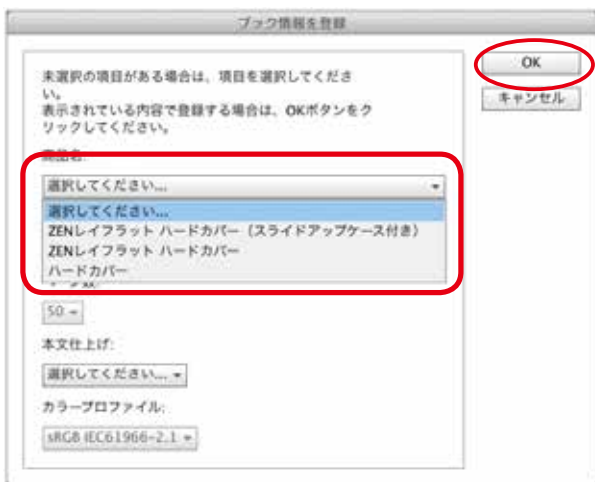 ブック情報を登録
未選択の項目がある場合は、項目を選択してくださ
い。
表示されている内容で登録する場合は、OKボタンをク
リックしてください。
選択してください...
選択してください...
ZENレイフラット ハードカバー（スライドアップケース付き）
ZENレイフラット ハードカバー
ハードカバー
50
本文仕上げ:
選択してください...
カラープロファイル:
sRGB IEC61966-2.1
OK
キャンセル